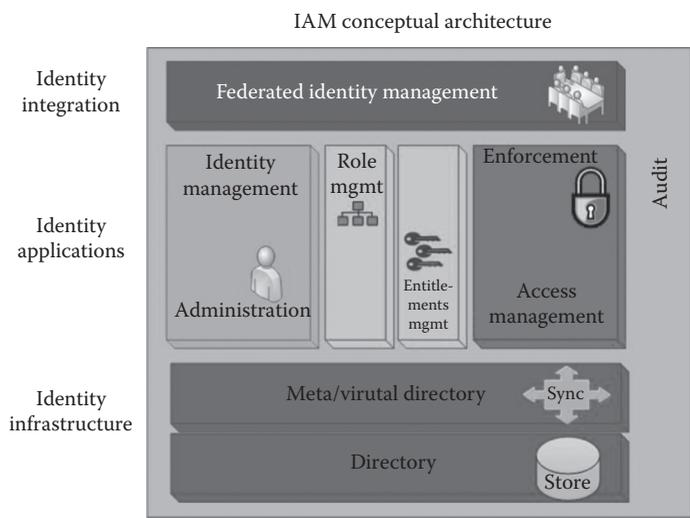 IAM conceptual architecture
Identity
integration
Federated identity management
Audit
Identity
applications
Identity
management
Administration
Role
mgmt
Entitle-
ments
mgmt
Enforcement
Access
management
Identity
infrastructure
Meta/virutal directory
Sync
Directory
Store